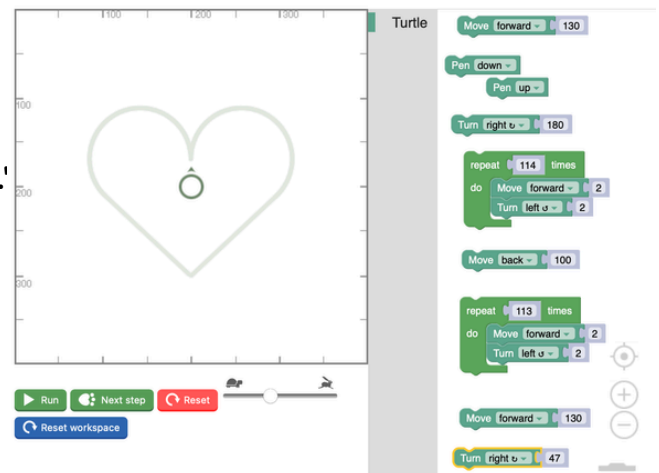 100
200
300
Turtle
Move forward 130
Pen down
Pen up
100
Turn right ↻ 180
repeat 114 times
do Move forward 2
Turn left ↺ 2
200
Move back 100
300
repeat 113 times
do Move forward 2
Turn left ↺ 2
Run
Next step
Reset
Reset workspace
Move forward 130
Turn right ↻ 47